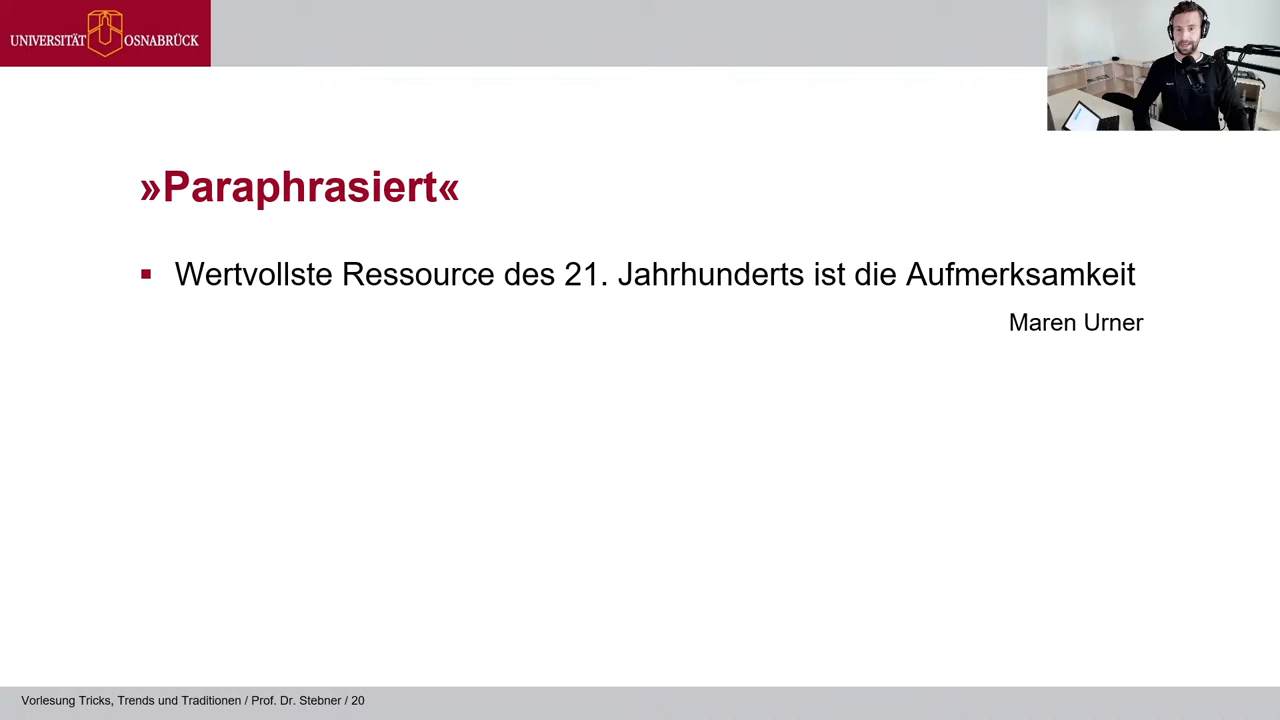 UNIVERSITÄT OSNABRÜCK
»Paraphrasiert«
Wertvollste Ressource des 21. Jahrhunderts ist die Aufmerksamkeit
Maren Urner
Vorlesung Tricks, Trends und Traditionen / Prof. Dr. Stebner / 20